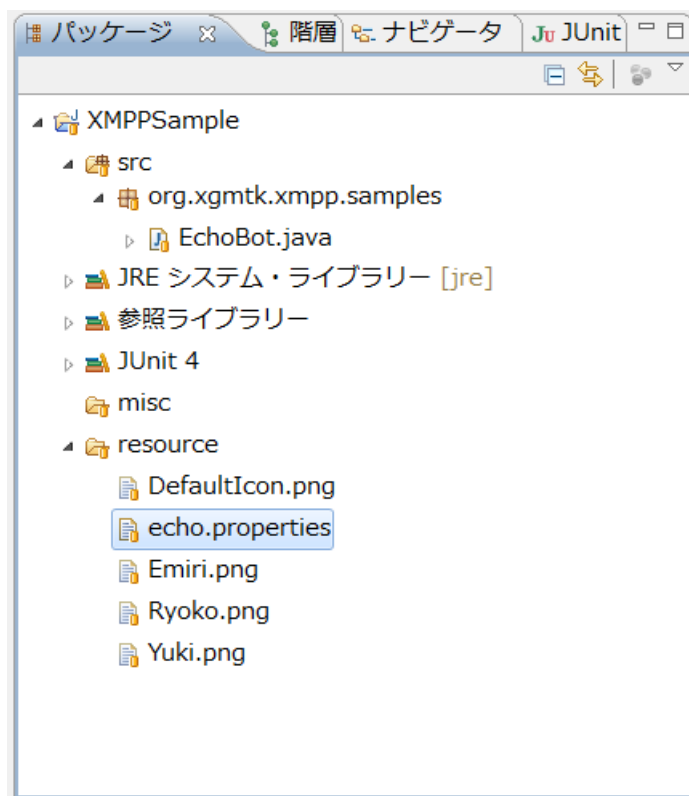 パッケージ 階層 ナビゲータ JUnit
XMPPSample
src
org.xgmtk.xmpp.samples
EchoBot.java
JRE システム・ライブラリー [jre]
参照ライブラリー
JUnit 4
misc
resource
DefaultIcon.png
echo.properties
Emiri.png
Ryoko.png
Yuki.png